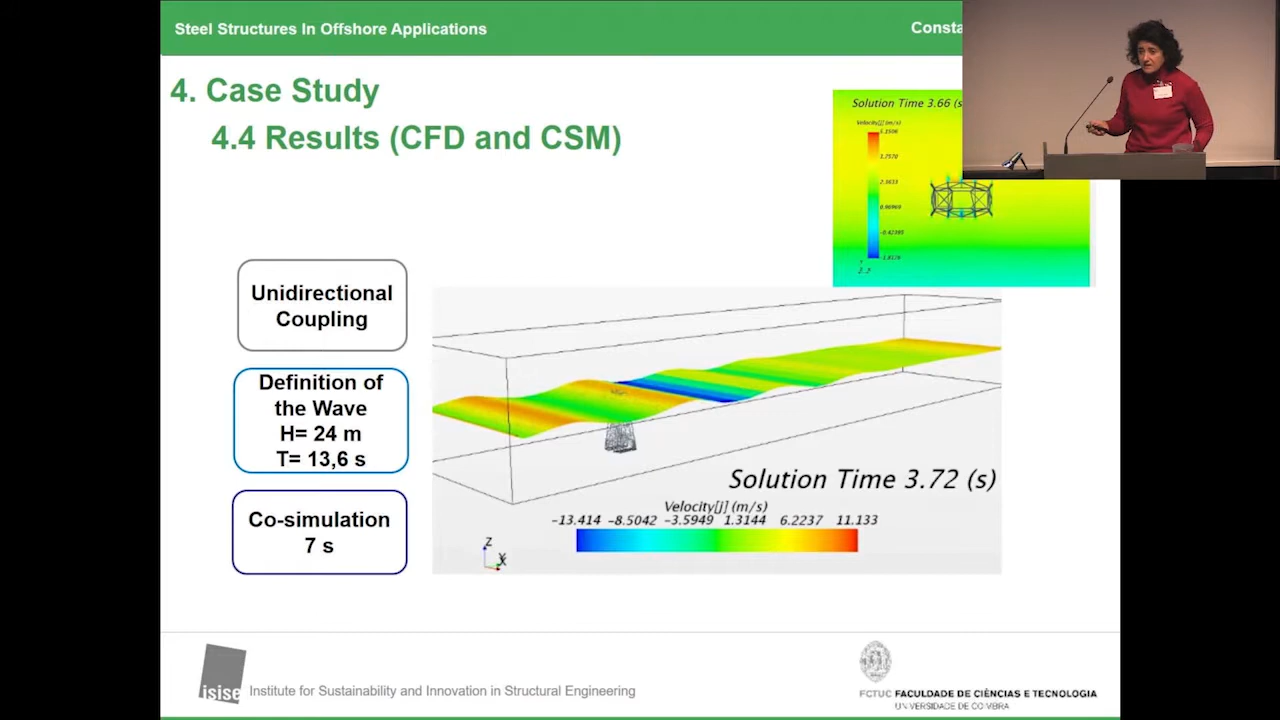 Steel Structures In Offshore Applications
Consta
4. Case Study
4.4 Results (CFD and CSM)
Solution Time 3.66 (s
Velocity[j] (m/s)
Unidirectional
Coupling
Definition of
the Wave
H= 24 m
T= 13,6 s
Co-simulation
7 s
Solution Time 3.72 (s)
Velocity[j] (m/s)
-13.414 -8.5042 -3.5949 1.3144 6.2237 11.133
Z
isise Institute for Sustainability and Innovation in Structural Engineering
FCTUC FACULDADE DE CIÊNCIAS E TECNOLOGIA
UNIVERSIDADE DE COIMBRA